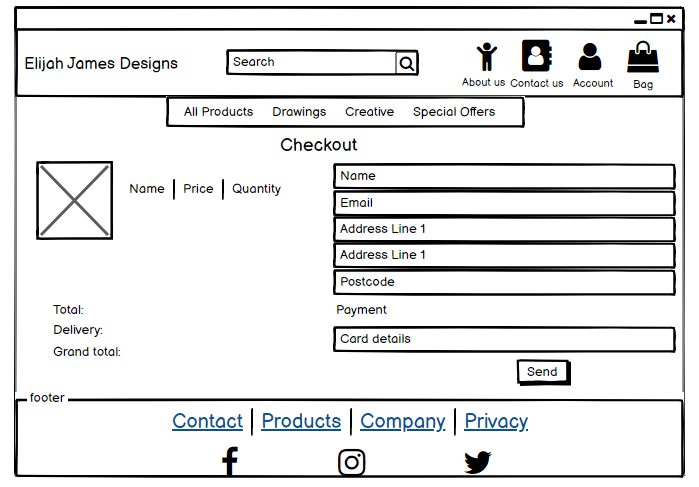 Elijah James Designs
Search
About us Contact us Account Bag
All Products Drawings Creative Special Offers
Checkout
Name Price Quantity
Name
Email
Address Line 1
Address Line 1
Postcode
Total:
Delivery:
Grand total:
Payment
Card details
Send
footer
Contact Products Company Privacy